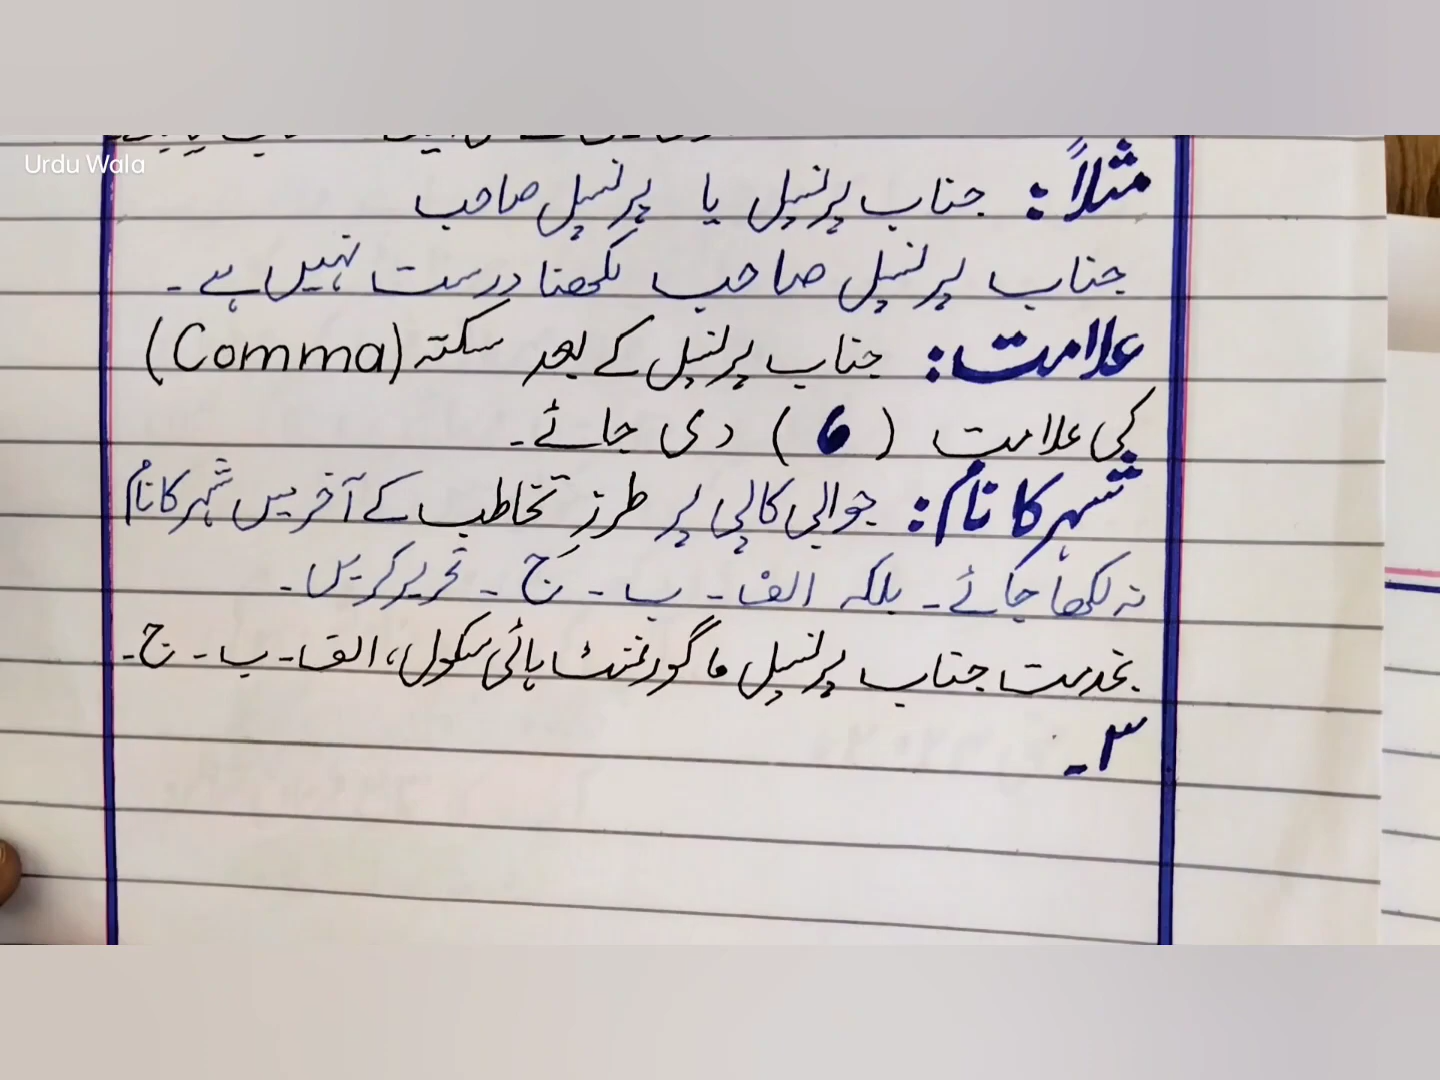 Urdu Wala
مثلاً: جناب پرنسپل یا پرنسپل صاحب
جناب پرنسپل صاحب لکھنا درست نہیں ہے۔
علامت: جناب پرنسپل کے بعد سکتہ (Comma)
کی علامت (،) دی جائے۔
شہر کا نام: جوابی کاپی پر طرزِ تخاطب کے آخر میں شہر کا نام
نہ لکھا جائے۔ بلکہ الف۔ ب۔ ج۔ تحریر کریں۔
بخدمت جناب پرنسپل، گورنمنٹ ہائی سکول، الف۔ ب۔ ج۔
۳۔